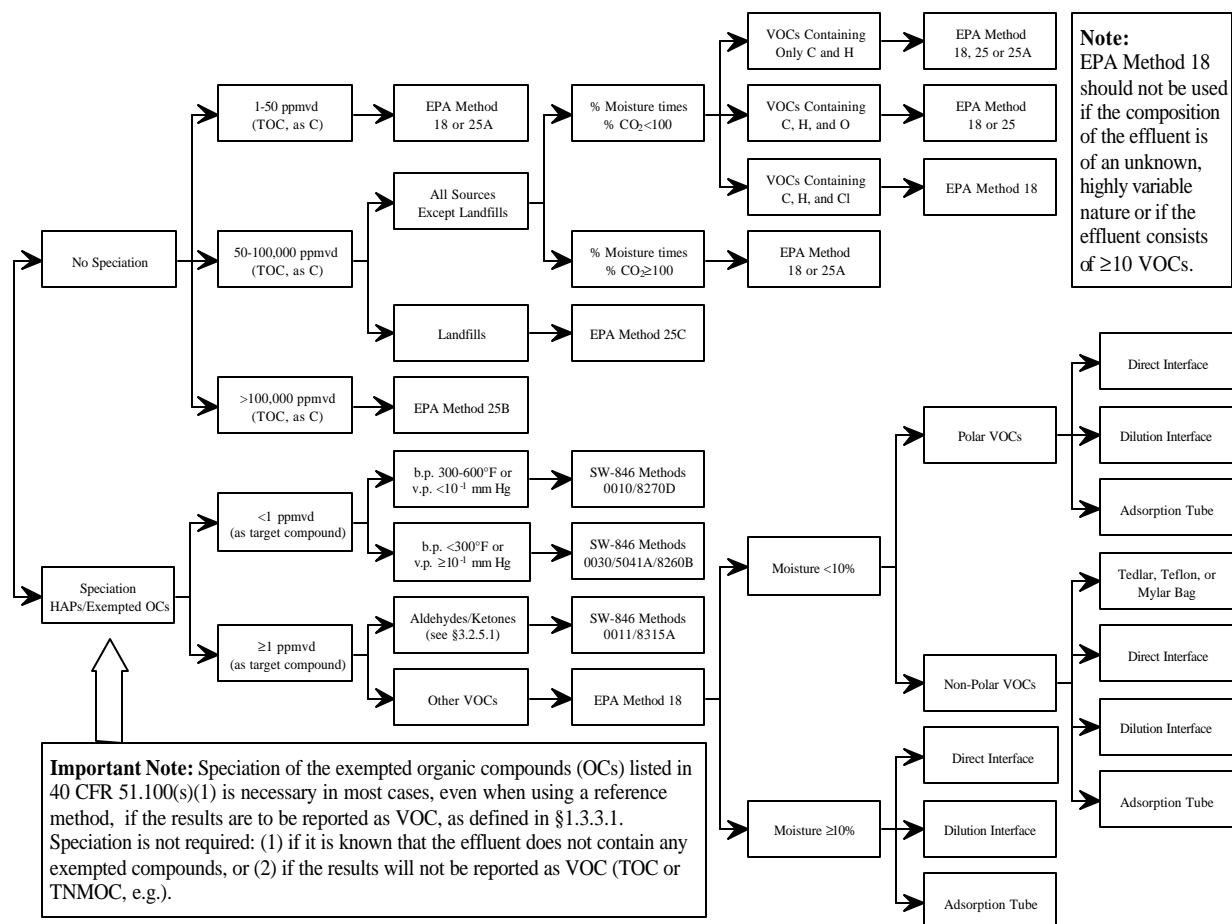 VOCs Containing
Only C and H
EPA Method
18, 25 or 25A
Note:
EPA Method 18
should not be used
if the composition
of the effluent is
of an unknown,
highly variable
nature or if the
effluent consists
of ≥10 VOCs.
1-50 ppmvd
(TOC, as C)
EPA Method
18 or 25A
% Moisture times
% CO₂<100
VOCs Containing
C, H, and O
EPA Method
18 or 25
VOCs Containing
C, H, and Cl
EPA Method 18
All Sources
Except Landfills
No Speciation
50-100,000 ppmvd
(TOC, as C)
% Moisture times
% CO₂≥100
EPA Method
18 or 25A
Landfills
EPA Method 25C
>100,000 ppmvd
(TOC, as C)
EPA Method 25B
Direct Interface
Polar VOCs
Dilution Interface
Adsorption Tube
b.p. 300-600°F or
v.p. <10⁻¹ mm Hg
SW-846 Methods
0010/8270D
<1 ppmvd
(as target compound)
b.p. <300°F or
v.p. ≥10⁻¹ mm Hg
SW-846 Methods
0030/5041A/8260B
Moisture <10%
Speciation
HAPs/Exempted OCs
Tedlar, Teflon, or
Mylar Bag
Aldehydes/Ketones
(see §3.2.5.1)
SW-846 Methods
0011/8315A
≥1 ppmvd
(as target compound)
Direct Interface
Other VOCs
EPA Method 18
Non-Polar VOCs
Dilution Interface
Adsorption Tube
Direct Interface
Moisture ≥10%
Dilution Interface
Adsorption Tube
Important Note: Speciation of the exempted organic compounds (OCs) listed in
40 CFR 51.100(s)(1) is necessary in most cases, even when using a reference
method, if the results are to be reported as VOC, as defined in §1.3.3.1.
Speciation is not required: (1) if it is known that the effluent does not contain any
exempted compounds, or (2) if the results will not be reported as VOC (TOC or
TNMOC, e.g.).